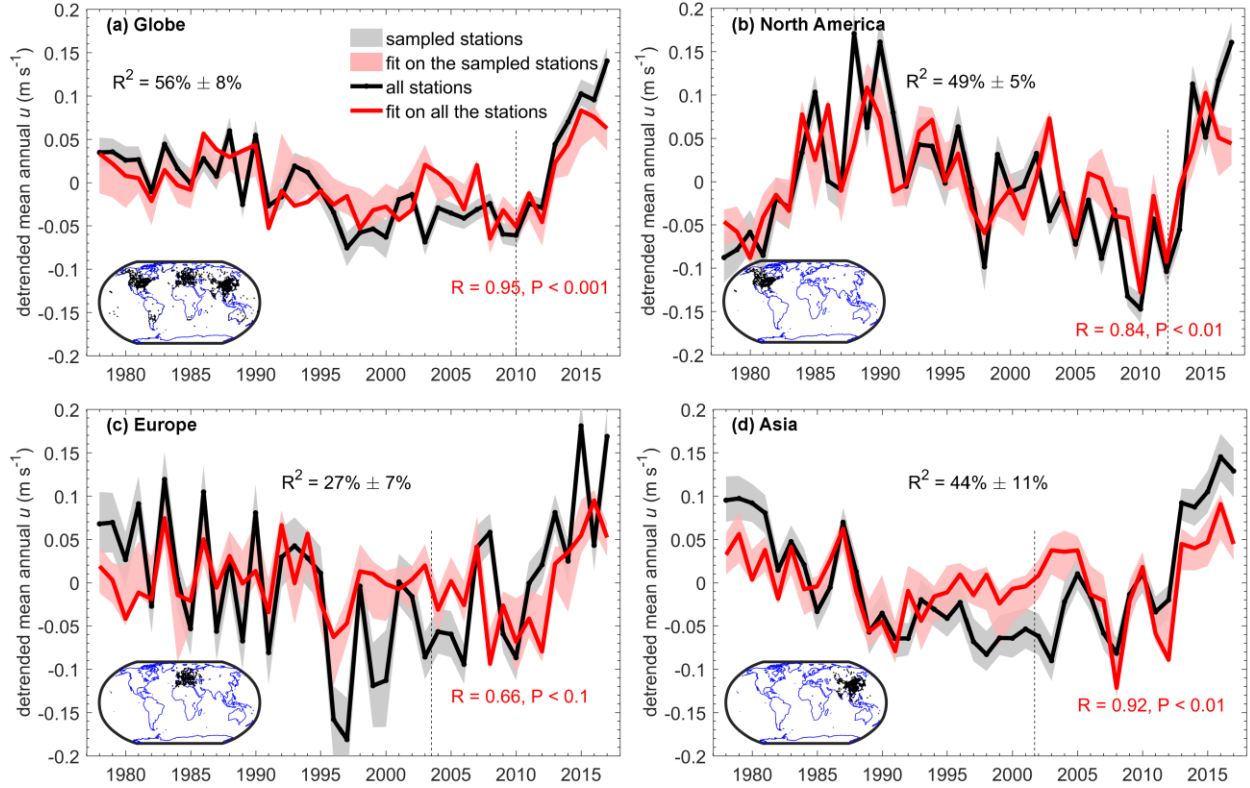 (a) Globe
sampled stations
fit on the sampled stations
all stations
fit on all the stations
R² = 56% ± 8%
R = 0.95, P < 0.001
detrended mean annual u (m s⁻¹)
0.2
0.15
0.1
0.05
0
-0.05
-0.1
-0.15
-0.2
1980 1985 1990 1995 2000 2005 2010 2015
(b) North America
R² = 49% ± 5%
R = 0.84, P < 0.01
detrended mean annual u (m s⁻¹)
0.2
0.15
0.1
0.05
0
-0.05
-0.1
-0.15
-0.2
1980 1985 1990 1995 2000 2005 2010 2015
(c) Europe
R² = 27% ± 7%
R = 0.66, P < 0.1
detrended mean annual u (m s⁻¹)
0.2
0.15
0.1
0.05
0
-0.05
-0.1
-0.15
-0.2
1980 1985 1990 1995 2000 2005 2010 2015
(d) Asia
R² = 44% ± 11%
R = 0.92, P < 0.01
detrended mean annual u (m s⁻¹)
0.2
0.15
0.1
0.05
0
-0.05
-0.1
-0.15
-0.2
1980 1985 1990 1995 2000 2005 2010 2015